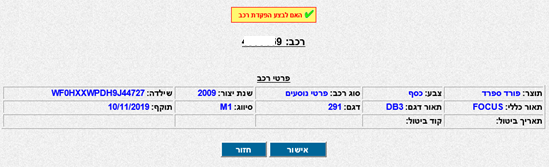 האם לבצע הפקדת רכב
רכב: 39
פרטי רכב
תוצר: פורד ספרד צבע: כסף סוג רכב: פרטי נוסעים שנת יצור: 2009 שילדה: WF0HXXWPDH9J44727
תאור כללי: FOCUS תאור דגם: DB3 דגם: 291 סיווג: M1 תוקף: 10/11/2019
תאריך ביטול: קוד ביטול:
אישור חזור